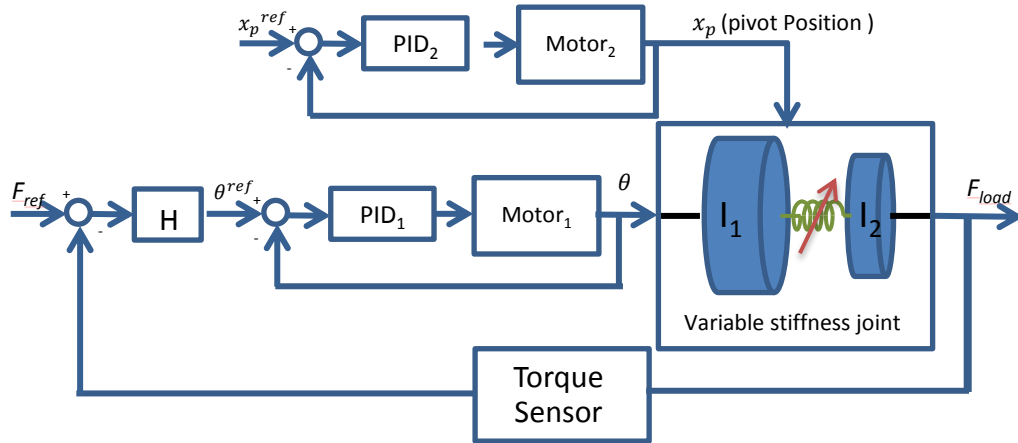 x_p^ref
+
-
PID₂
Motor₂
x_p (pivot Position )
F_ref
+
-
H
θ^ref
+
-
PID₁
Motor₁
θ
I₁
I₂
Variable stiffness joint
F_load
Torque
Sensor